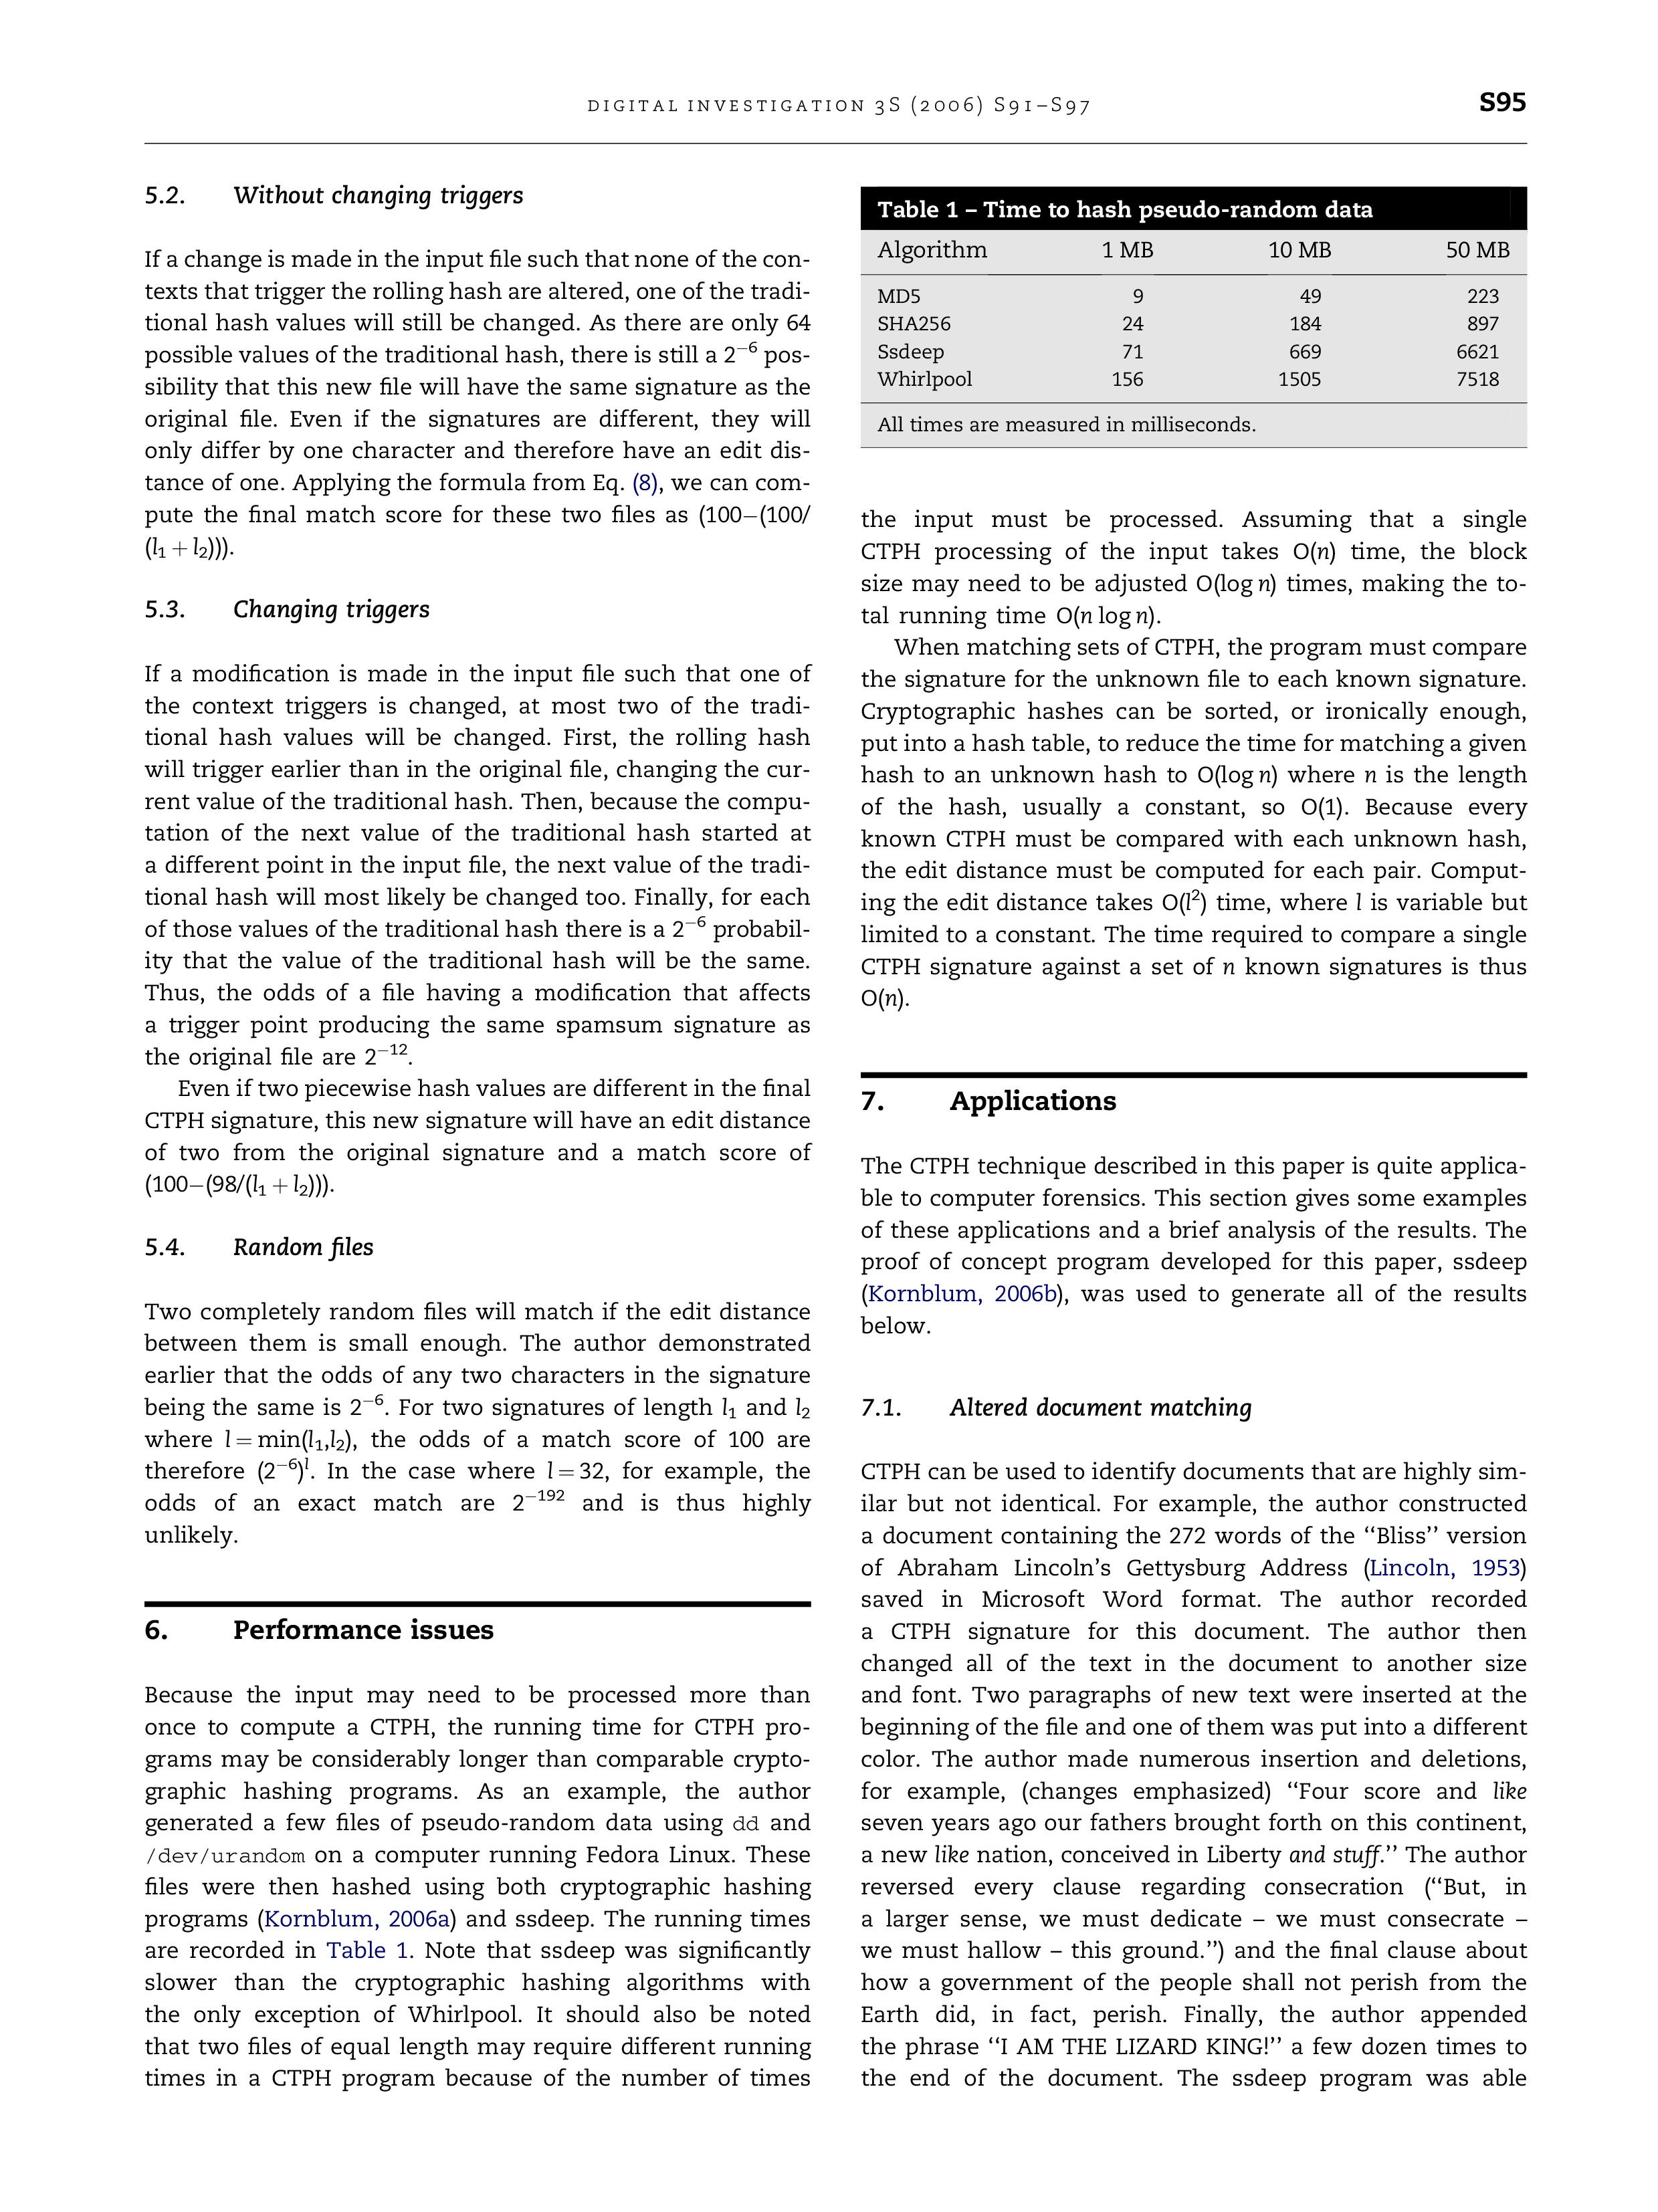 DIGITAL INVESTIGATION 3S (2006) S91–S97
S95
5.2. Without changing triggers
If a change is made in the input file such that none of the con-
texts that trigger the rolling hash are altered, one of the tradi-
tional hash values will still be changed. As there are only 64
possible values of the traditional hash, there is still a 2⁻⁶ pos-
sibility that this new file will have the same signature as the
original file. Even if the signatures are different, they will
only differ by one character and therefore have an edit dis-
tance of one. Applying the formula from Eq. (8), we can com-
pute the final match score for these two files as (100−(100/
(l₁ + l₂))).
5.3. Changing triggers
If a modification is made in the input file such that one of
the context triggers is changed, at most two of the tradi-
tional hash values will be changed. First, the rolling hash
will trigger earlier than in the original file, changing the cur-
rent value of the traditional hash. Then, because the compu-
tation of the next value of the traditional hash started at
a different point in the input file, the next value of the tradi-
tional hash will most likely be changed too. Finally, for each
of those values of the traditional hash there is a 2⁻⁶ probabil-
ity that the value of the traditional hash will be the same.
Thus, the odds of a file having a modification that affects
a trigger point producing the same spamsum signature as
the original file are 2⁻¹².
Even if two piecewise hash values are different in the final
CTPH signature, this new signature will have an edit distance
of two from the original signature and a match score of
(100−(98/(l₁ + l₂))).
5.4. Random files
Two completely random files will match if the edit distance
between them is small enough. The author demonstrated
earlier that the odds of any two characters in the signature
being the same is 2⁻⁶. For two signatures of length l₁ and l₂
where l = min(l₁,l₂), the odds of a match score of 100 are
therefore (2⁻⁶)ˡ. In the case where l = 32, for example, the
odds of an exact match are 2⁻¹⁹² and is thus highly
unlikely.
6. Performance issues
Because the input may need to be processed more than
once to compute a CTPH, the running time for CTPH pro-
grams may be considerably longer than comparable crypto-
graphic hashing programs. As an example, the author
generated a few files of pseudo-random data using dd and
/dev/urandom on a computer running Fedora Linux. These
files were then hashed using both cryptographic hashing
programs (Kornblum, 2006a) and ssdeep. The running times
are recorded in Table 1. Note that ssdeep was significantly
slower than the cryptographic hashing algorithms with
the only exception of Whirlpool. It should also be noted
that two files of equal length may require different running
times in a CTPH program because of the number of times
Table 1 – Time to hash pseudo-random data
Algorithm 1 MB 10 MB 50 MB
MD5 9 49 223
SHA256 24 184 897
Ssdeep 71 669 6621
Whirlpool 156 1505 7518
All times are measured in milliseconds.
the input must be processed. Assuming that a single
CTPH processing of the input takes O(n) time, the block
size may need to be adjusted O(log n) times, making the to-
tal running time O(n log n).
When matching sets of CTPH, the program must compare
the signature for the unknown file to each known signature.
Cryptographic hashes can be sorted, or ironically enough,
put into a hash table, to reduce the time for matching a given
hash to an unknown hash to O(log n) where n is the length
of the hash, usually a constant, so O(1). Because every
known CTPH must be compared with each unknown hash,
the edit distance must be computed for each pair. Comput-
ing the edit distance takes O(l²) time, where l is variable but
limited to a constant. The time required to compare a single
CTPH signature against a set of n known signatures is thus
O(n).
7. Applications
The CTPH technique described in this paper is quite applica-
ble to computer forensics. This section gives some examples
of these applications and a brief analysis of the results. The
proof of concept program developed for this paper, ssdeep
(Kornblum, 2006b), was used to generate all of the results
below.
7.1. Altered document matching
CTPH can be used to identify documents that are highly sim-
ilar but not identical. For example, the author constructed
a document containing the 272 words of the ‘‘Bliss’’ version
of Abraham Lincoln’s Gettysburg Address (Lincoln, 1953)
saved in Microsoft Word format. The author recorded
a CTPH signature for this document. The author then
changed all of the text in the document to another size
and font. Two paragraphs of new text were inserted at the
beginning of the file and one of them was put into a different
color. The author made numerous insertion and deletions,
for example, (changes emphasized) ‘‘Four score and like
seven years ago our fathers brought forth on this continent,
a new like nation, conceived in Liberty and stuff.’’ The author
reversed every clause regarding consecration (‘‘But, in
a larger sense, we must dedicate – we must consecrate –
we must hallow – this ground.’’) and the final clause about
how a government of the people shall not perish from the
Earth did, in fact, perish. Finally, the author appended
the phrase ‘‘I AM THE LIZARD KING!’’ a few dozen times to
the end of the document. The ssdeep program was able